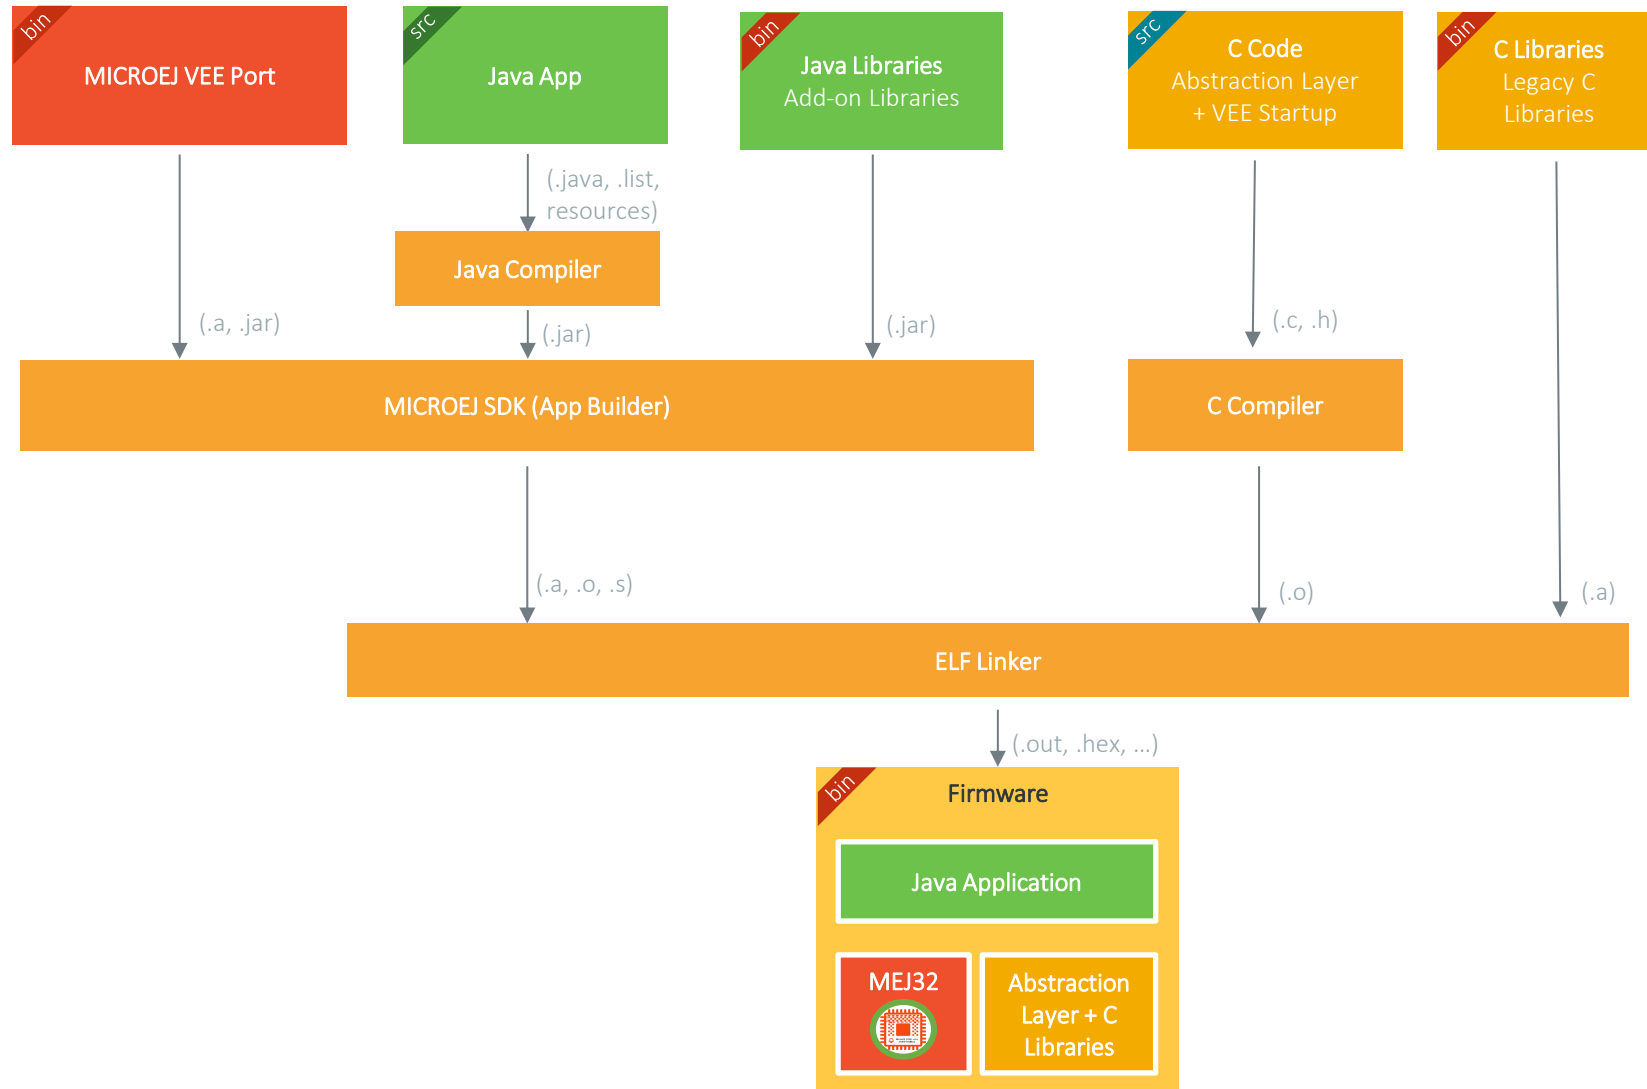 bin
MICROEJ VEE Port
src
Java App
bin
Java Libraries
Add-on Libraries
src
C Code
Abstraction Layer
+ VEE Startup
bin
C Libraries
Legacy C
Libraries
(.java, .list,
resources)
Java Compiler
(.a, .jar)
(.jar)
(.jar)
(.c, .h)
MICROEJ SDK (App Builder)
C Compiler
(.a, .o, .s)
(.o)
(.a)
ELF Linker
(.out, .hex, ...)
bin
Firmware
Java Application
MEJ32
Abstraction
Layer + C
Libraries